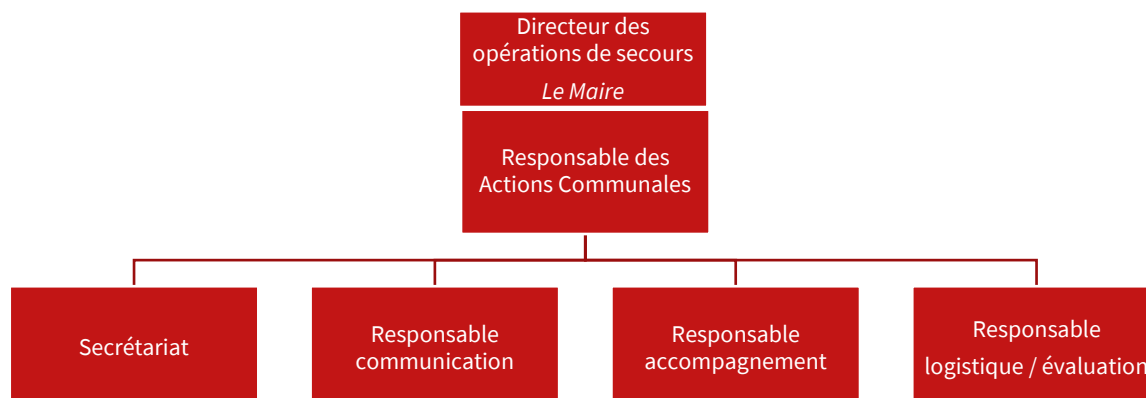 Directeur des
opérations de secours
Le Maire
Responsable des
Actions Communales
Secrétariat
Responsable
communication
Responsable
accompagnement
Responsable
logistique / évaluation